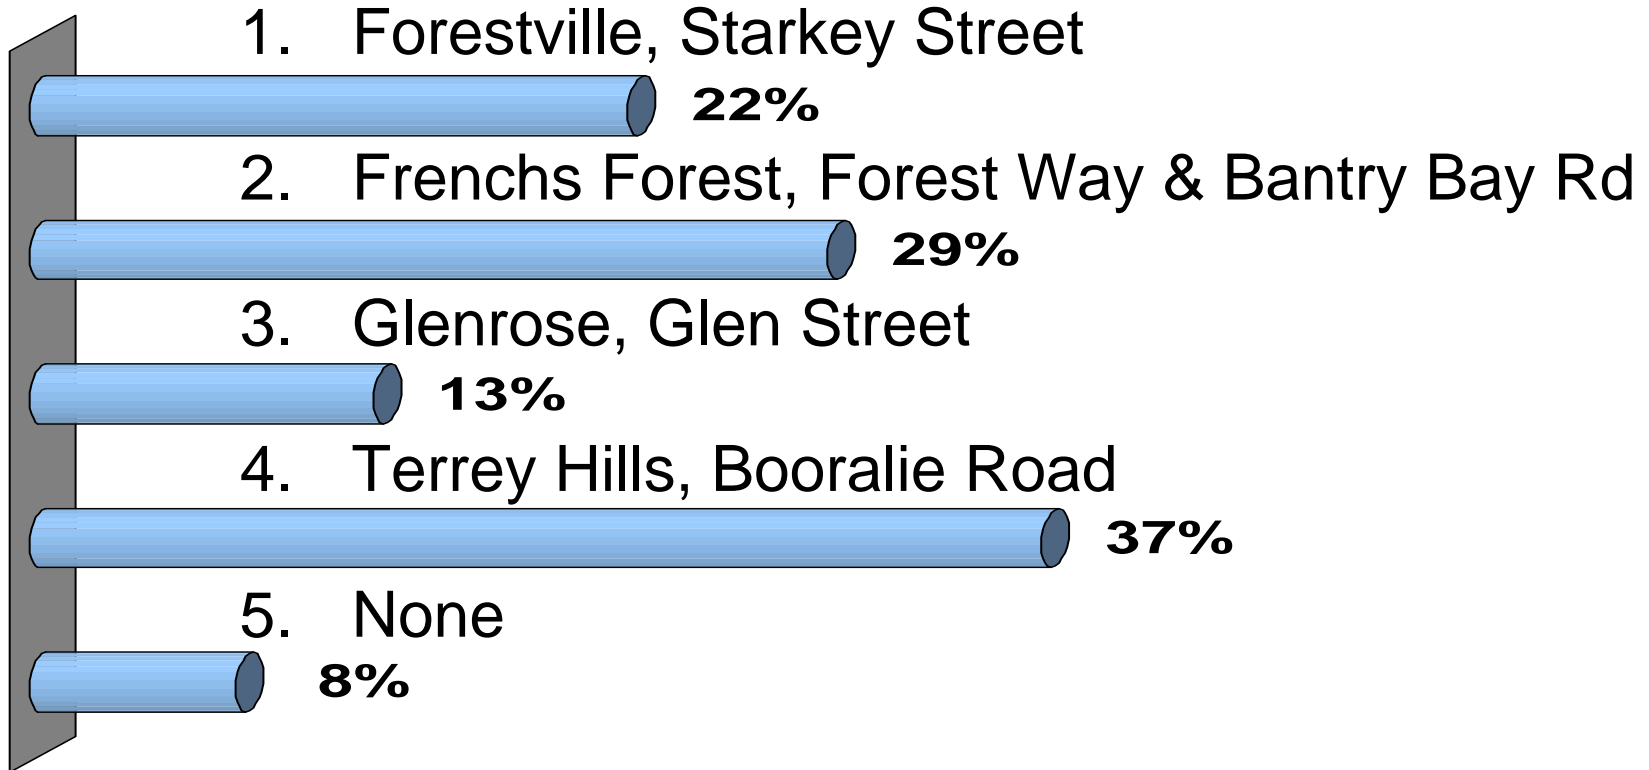 1. Forestville, Starkey Street
22%
2. Frenchs Forest, Forest Way & Bantry Bay Rd
29%
3. Glenrose, Glen Street
13%
4. Terrey Hills, Booralie Road
37%
5. None
8%